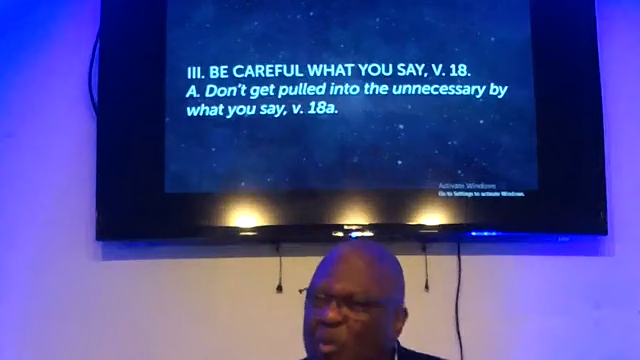 III. BE CAREFUL WHAT YOU SAY, V. 18.
A. Don't get pulled into the unnecessary by
what you say, v. 18a.
Activate Windows
Go to Settings to activate Windows.